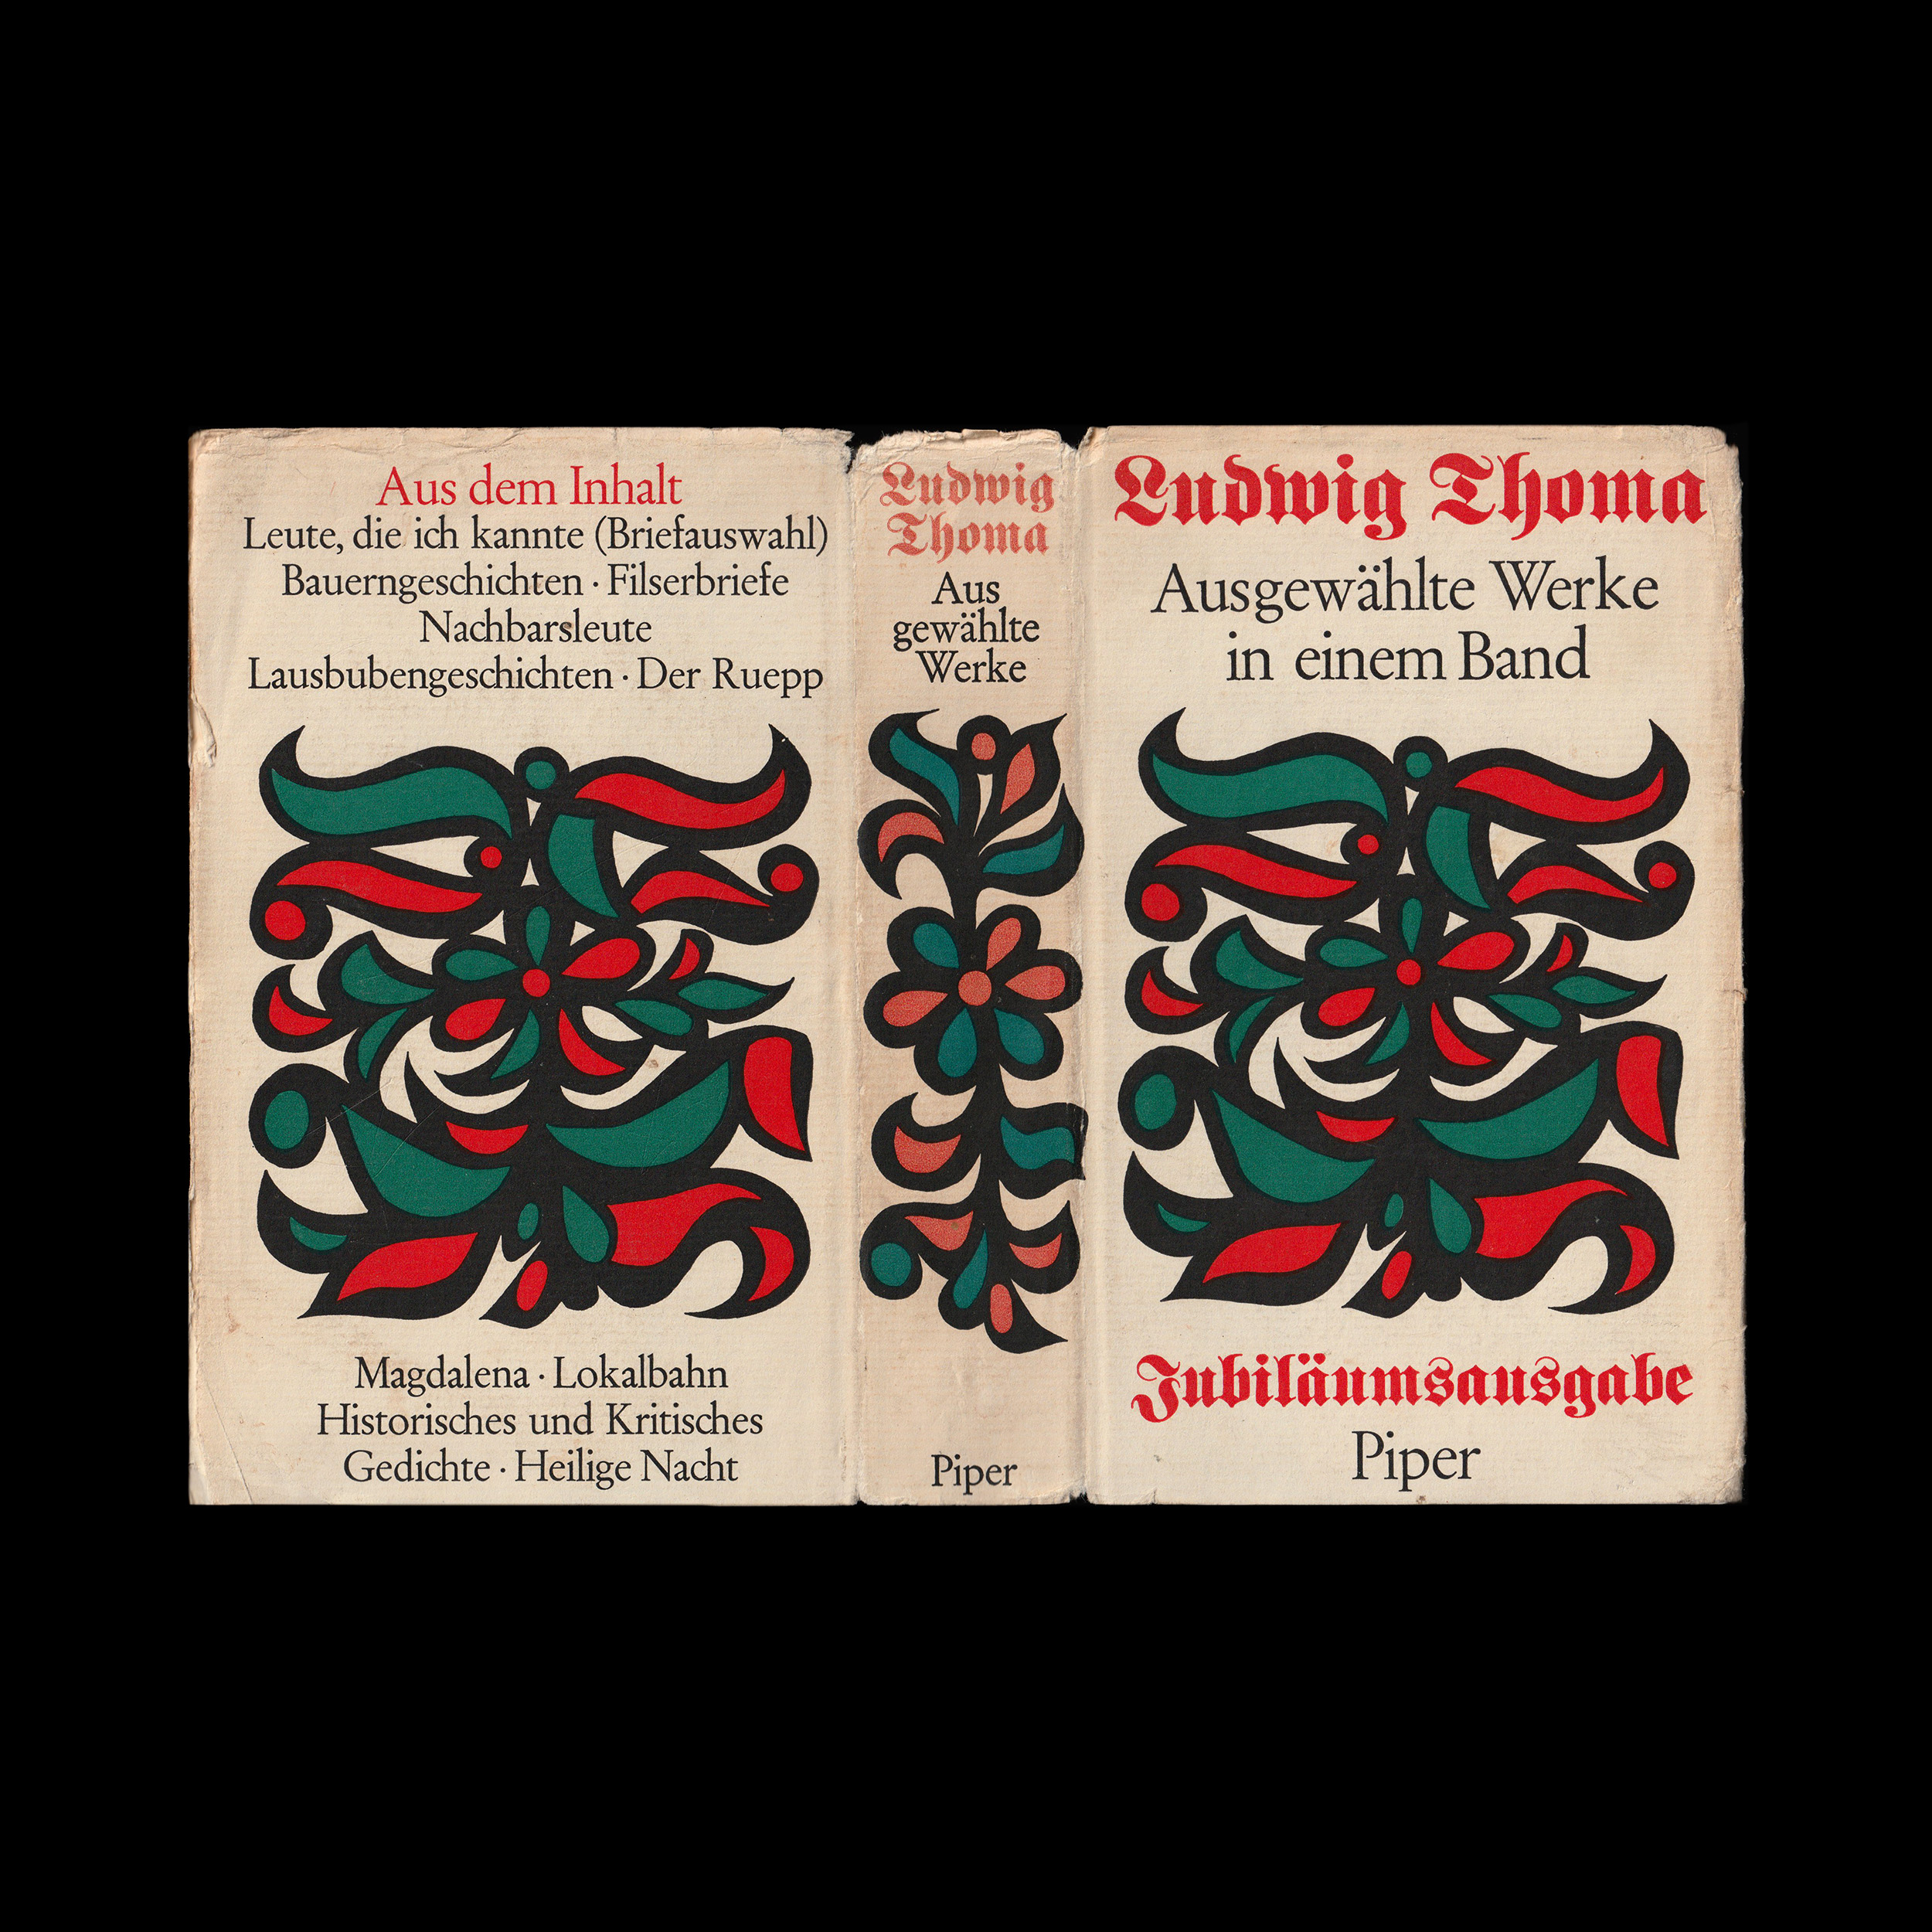 Aus dem Inhalt
Leute, die ich kannte (Briefauswahl)
Bauerngeschichten · Filserbriefe
Nachbarsleute
Lausbubengeschichten · Der Ruepp
Magdalena · Lokalbahn
Historisches und Kritisches
Gedichte · Heilige Nacht
Ludwig
Thoma
Aus
gewählte
Werke
Piper
Ludwig Thoma
Ausgewählte Werke
in einem Band
Jubiläumsausgabe
Piper